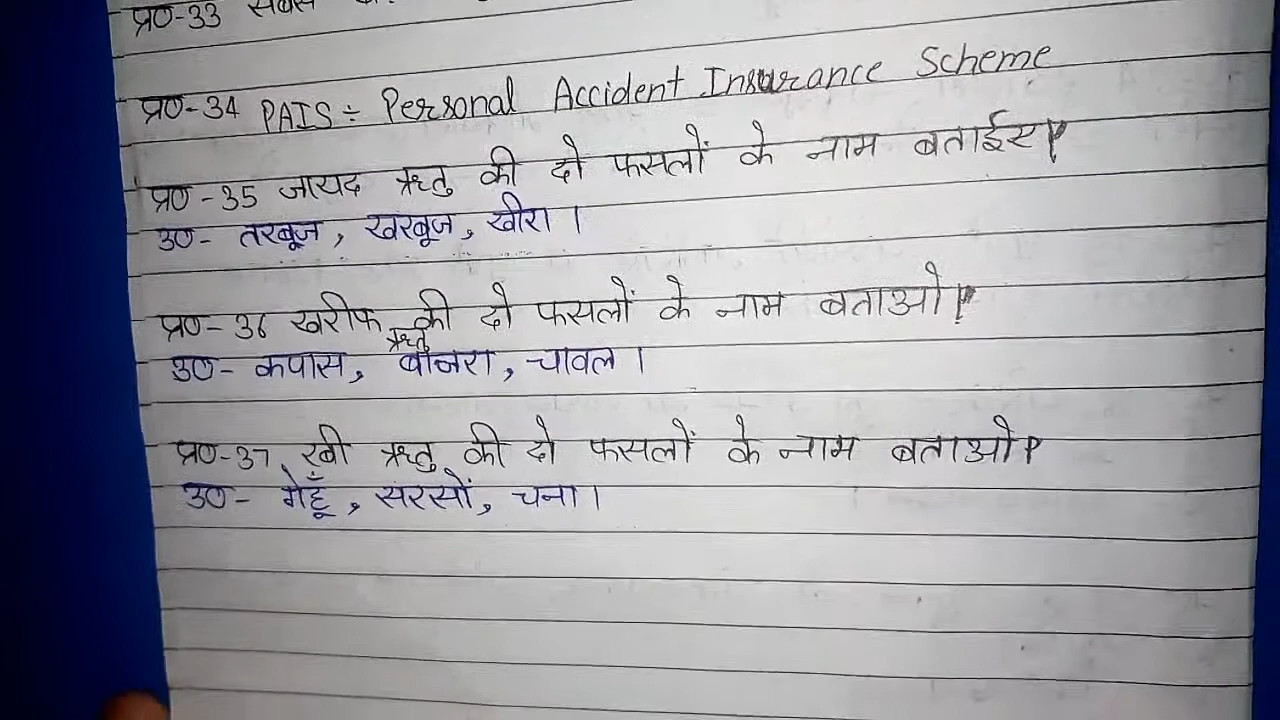 प्र०-33 सबसे
प्र०-34 PAIS :- Personal Accident Insurance Scheme
प्र०-35 जायद ऋतु की दो फसलों के नाम बताईए?
उ०- तरबूज, खरबूज, खीरा।
प्र०-36 खरीफ ऋतु की दो फसलों के नाम बताओ?
उ०- कपास, बाजरा, चावल।
प्र०-37 रबी ऋतु की दो फसलों के नाम बताओ?
उ०- गेहूँ, सरसों, चना।